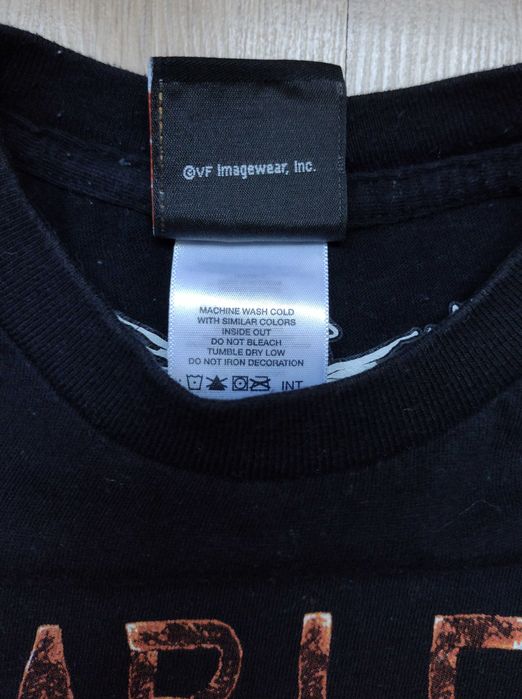 ©VF Imagewear, Inc.
MACHINE WASH COLD
WITH SIMILAR COLORS
INSIDE OUT
DO NOT BLEACH
TUMBLE DRY LOW
DO NOT IRON DECORATION
INT